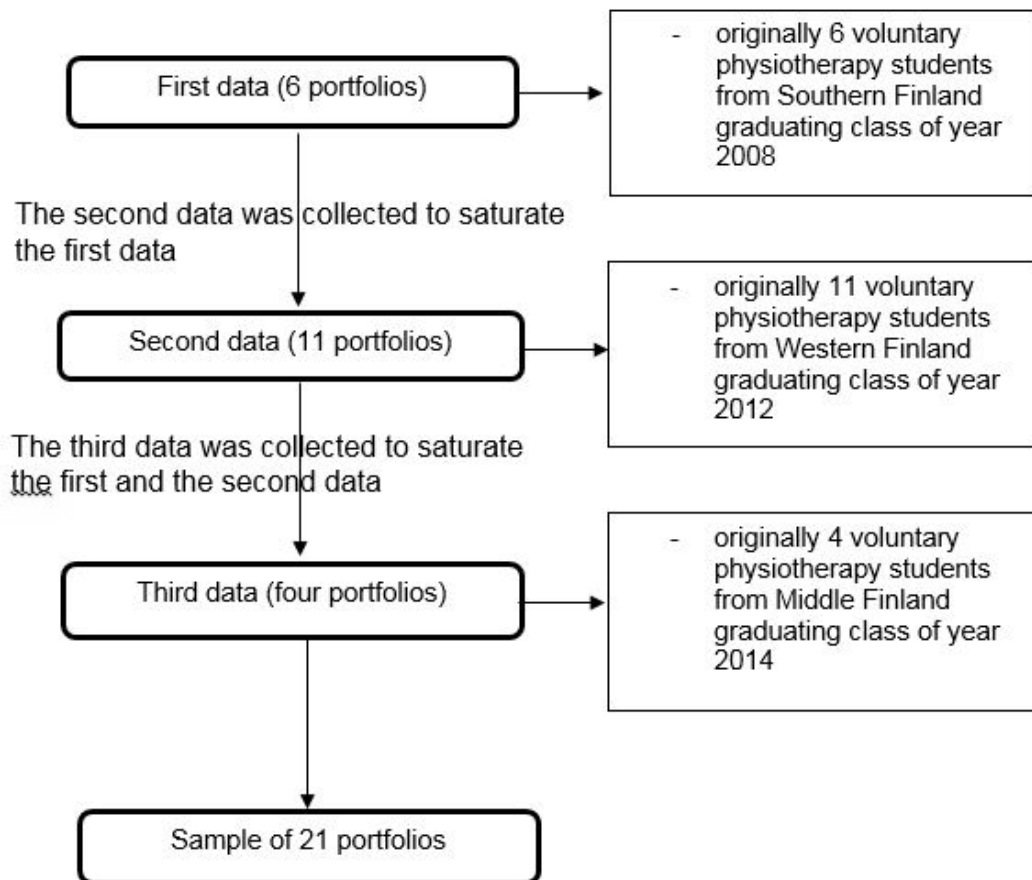 First data (6 portfolios)
- originally 6 voluntary
physiotherapy students
from Southern Finland
graduating class of year
2008
The second data was collected to saturate
the first data
Second data (11 portfolios)
- originally 11 voluntary
physiotherapy students
from Western Finland
graduating class of year
2012
The third data was collected to saturate
the first and the second data
Third data (four portfolios)
- originally 4 voluntary
physiotherapy students
from Middle Finland
graduating class of year
2014
Sample of 21 portfolios